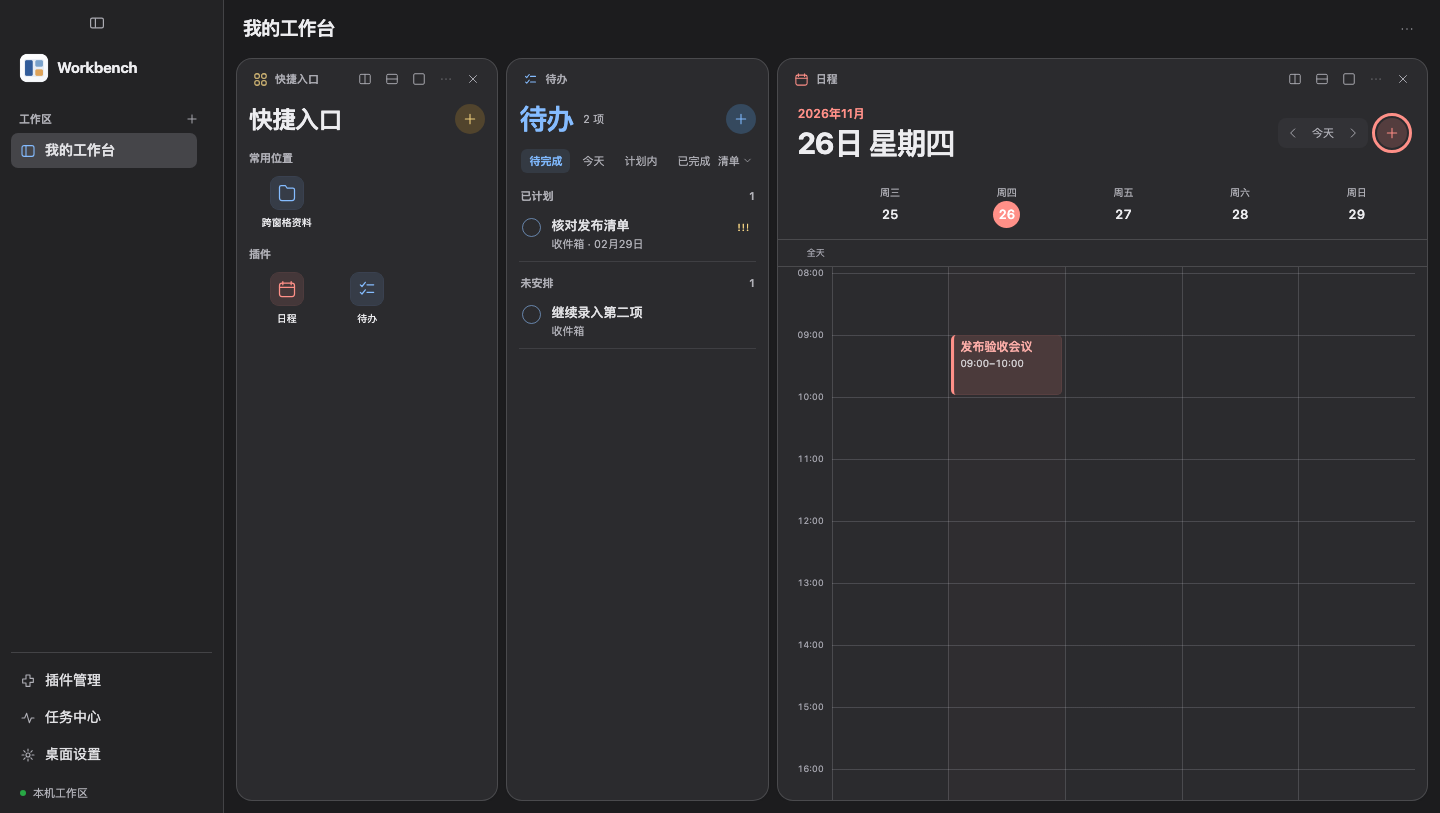 Workbench
工作区
我的工作台
插件管理
任务中心
桌面设置
本机工作区
我的工作台
快捷入口
快捷入口
常用位置
跨窗格资料
插件
日程
待办
待办
待办
2 项
待完成
今天
计划内
已完成
清单
已计划
1
核对发布清单
!!!
收件箱 · 02月29日
未安排
1
继续录入第二项
收件箱
日程
2026年11月
26日 星期四
今天
周三
周四
周五
周六
周日
25
26
27
28
29
全天
08:00
09:00
发布验收会议
09:00–10:00
10:00
11:00
12:00
13:00
14:00
15:00
16:00